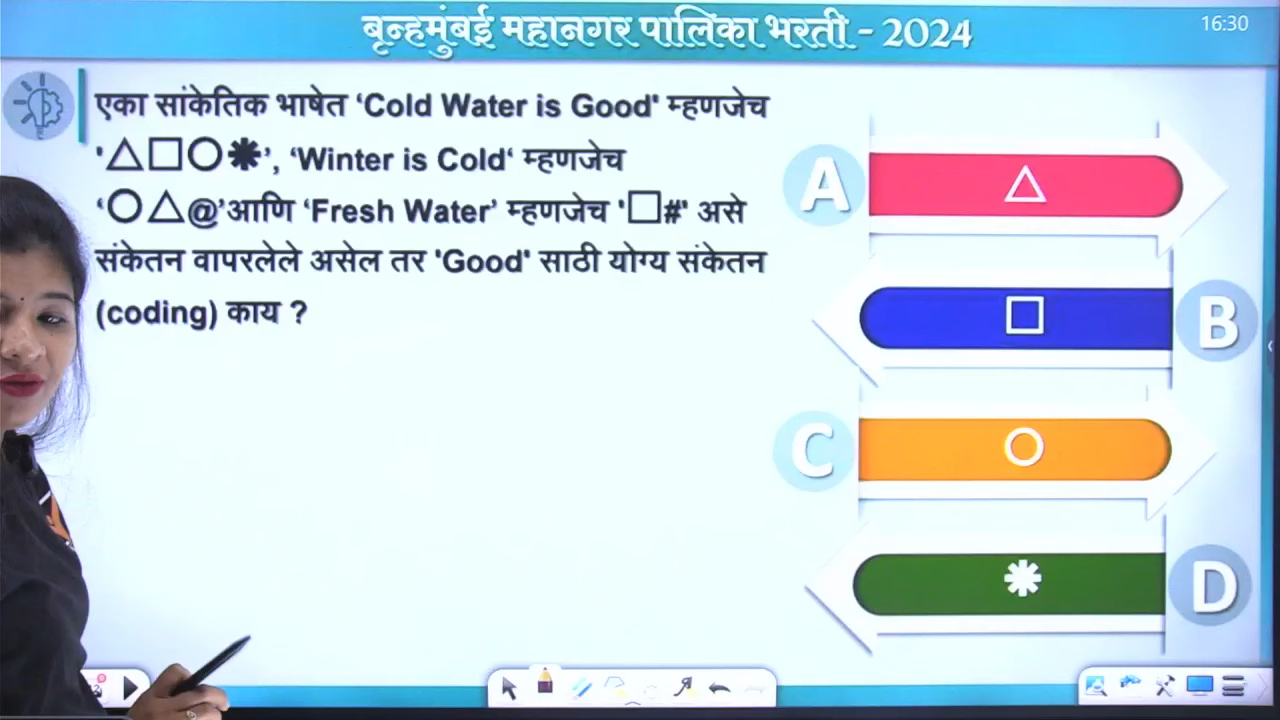 बृन्हमुंबई महानगर पालिका भरती - 2024
16:30
एका सांकेतिक भाषेत ‘Cold Water is Good' म्हणजेच
'△□○✱’, ‘Winter is Cold‘ म्हणजेच
‘○△@’आणि ‘Fresh Water’ म्हणजेच '□#' असे
संकेतन वापरलेले असेल तर 'Good' साठी योग्य संकेतन
(coding) काय ?
A △
□ B
C ○
✱ D